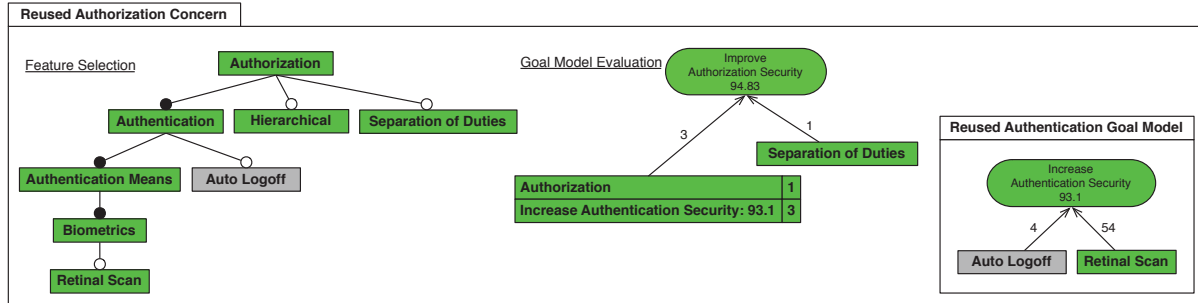 Reused Authorization Concern
Feature Selection
Authorization
Authentication
Hierarchical
Separation of Duties
Authentication Means
Auto Logoff
Biometrics
Retinal Scan
Goal Model Evaluation
Improve
Authorization Security
94.83
3
1
Separation of Duties
Authorization 1
Increase Authentication Security: 93.1 3
Reused Authentication Goal Model
Increase
Authentication Security
93.1
4
54
Auto Logoff
Retinal Scan